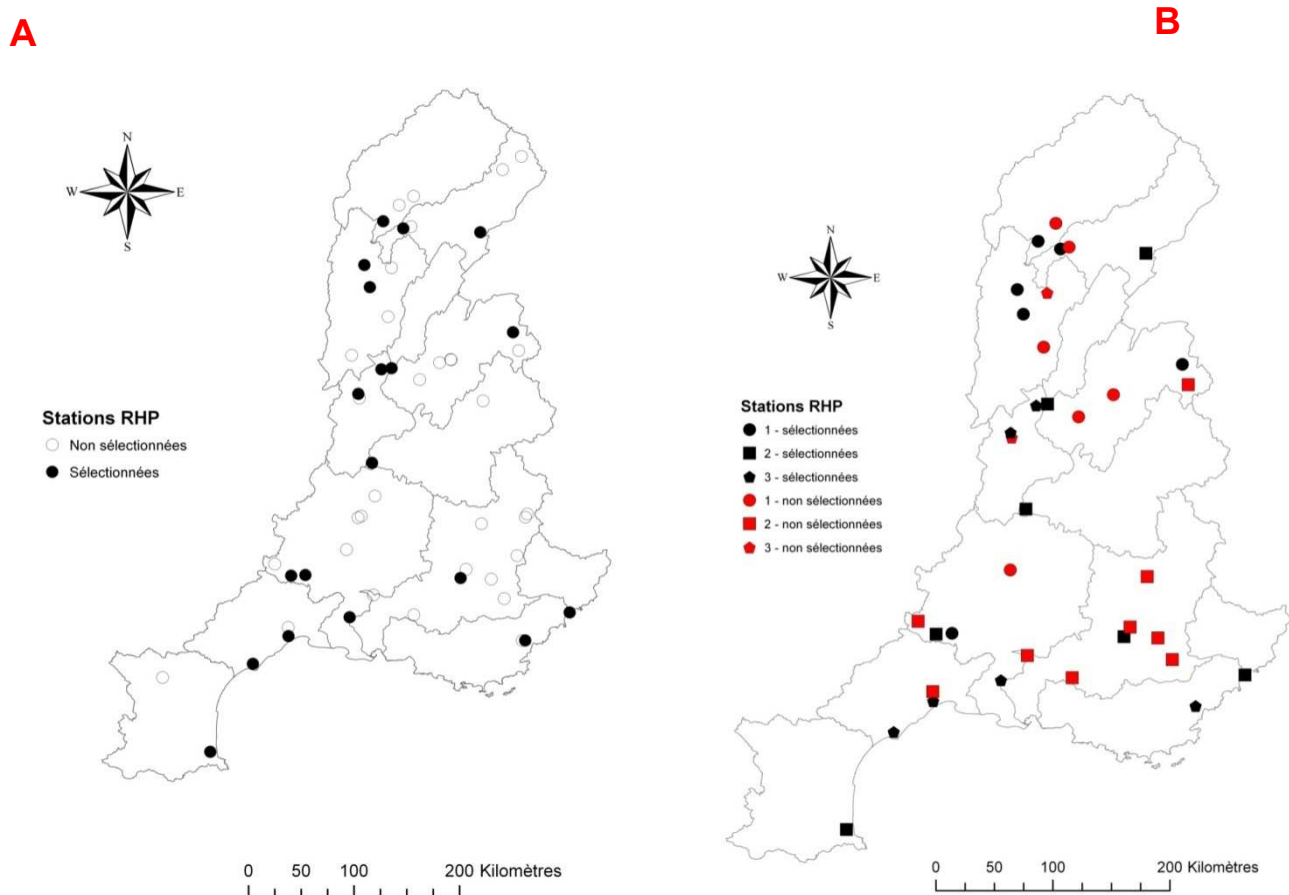 A
B
N
W
E
S
Stations RHP
Non sélectionnées
Sélectionnées
0 50 100 200 Kilomètres
N
W
E
S
Stations RHP
1 - sélectionnées
2 - sélectionnées
3 - sélectionnées
1 - non sélectionnées
2 - non sélectionnées
3 - non sélectionnées
0 50 100 200 Kilomètres